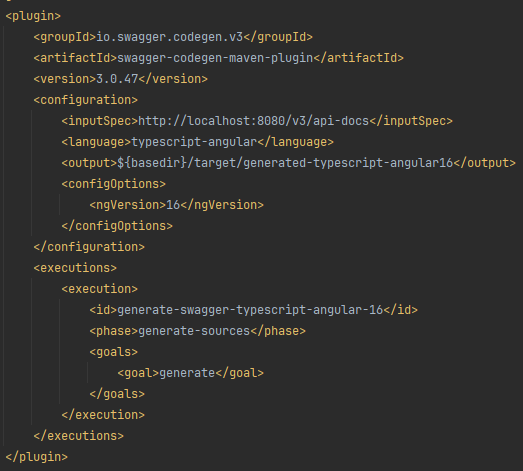 <plugin>
<groupId>io.swagger.codegen.v3</groupId>
<artifactId>swagger-codegen-maven-plugin</artifactId>
<version>3.0.47</version>
<configuration>
<inputSpec>http://localhost:8080/v3/api-docs</inputSpec>
<language>typescript-angular</language>
<output>${basedir}/target/generated-typescript-angular16</output>
<configOptions>
<ngVersion>16</ngVersion>
</configOptions>
</configuration>
<executions>
<execution>
<id>generate-swagger-typescript-angular-16</id>
<phase>generate-sources</phase>
<goals>
<goal>generate</goal>
</goals>
</execution>
</executions>
</plugin>